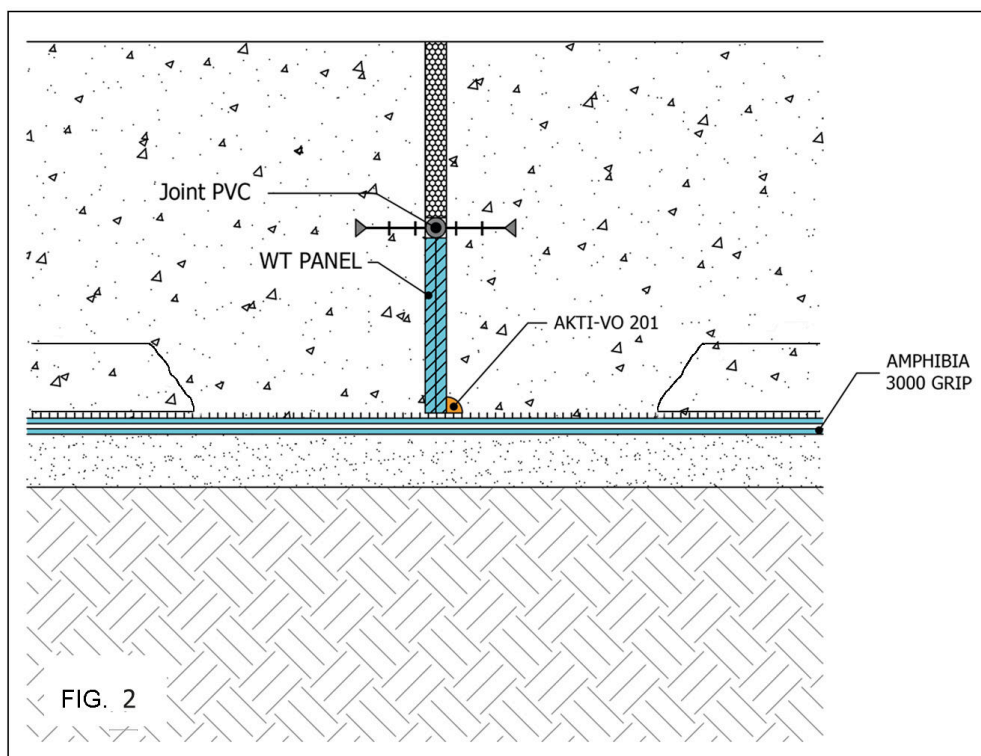 Joint PVC
WT PANEL
AKTI-VO 201
AMPHIBIA
3000 GRIP
FIG. 2